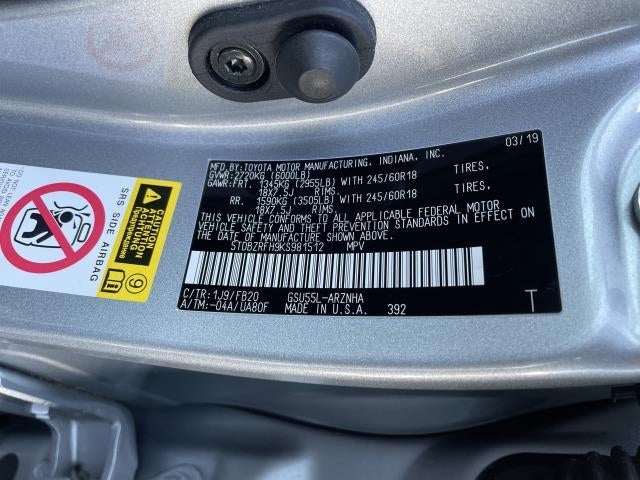 MFD.BY:TOYOTA MOTOR MANUFACTURING, INDIANA, INC. 03/19
GVWR:2720KG (6000LB)
GAWR:FRT. 1345KG (2955LB) WITH 245/60R18 TIRES,
18X7.5J RIMS.
RR. 1590KG (3505LB) WITH 245/60R18 TIRES,
18X7.5J RIMS.
THIS VEHICLE CONFORMS TO ALL APPLICABLE FEDERAL MOTOR
VEHICLE SAFETY AND THEFT PREVENTION STANDARDS IN EFFECT ON
THE DATE OF MANUFACTURE SHOWN ABOVE.
5TDBZRFH9KS981512 MPV
C/TR:1J9/FB20 GSU55L-ARZNHA
A/TM:-04A/UA80F MADE IN U.S.A. 392 T
SRS SIDE AIRBAG
9